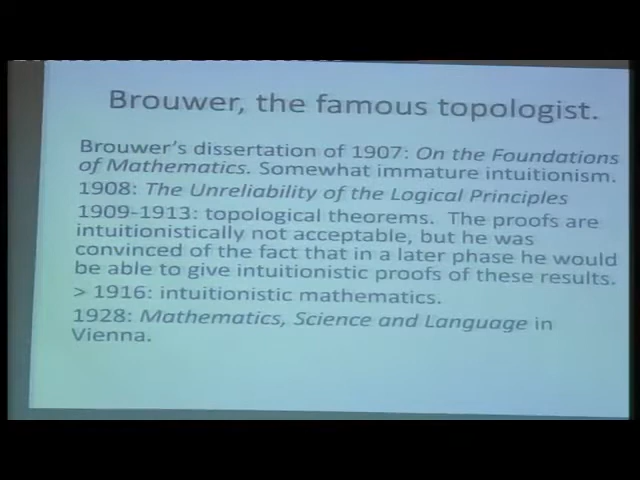 Brouwer, the famous topologist.
Brouwer's dissertation of 1907: On the Foundations
of Mathematics. Somewhat immature intuitionism.
1908: The Unreliability of the Logical Principles
1909-1913: topological theorems. The proofs are
intuitionistically not acceptable, but he was
convinced of the fact that in a later phase he would
be able to give intuitionistic proofs of these results.
> 1916: intuitionistic mathematics.
1928: Mathematics, Science and Language in
Vienna.